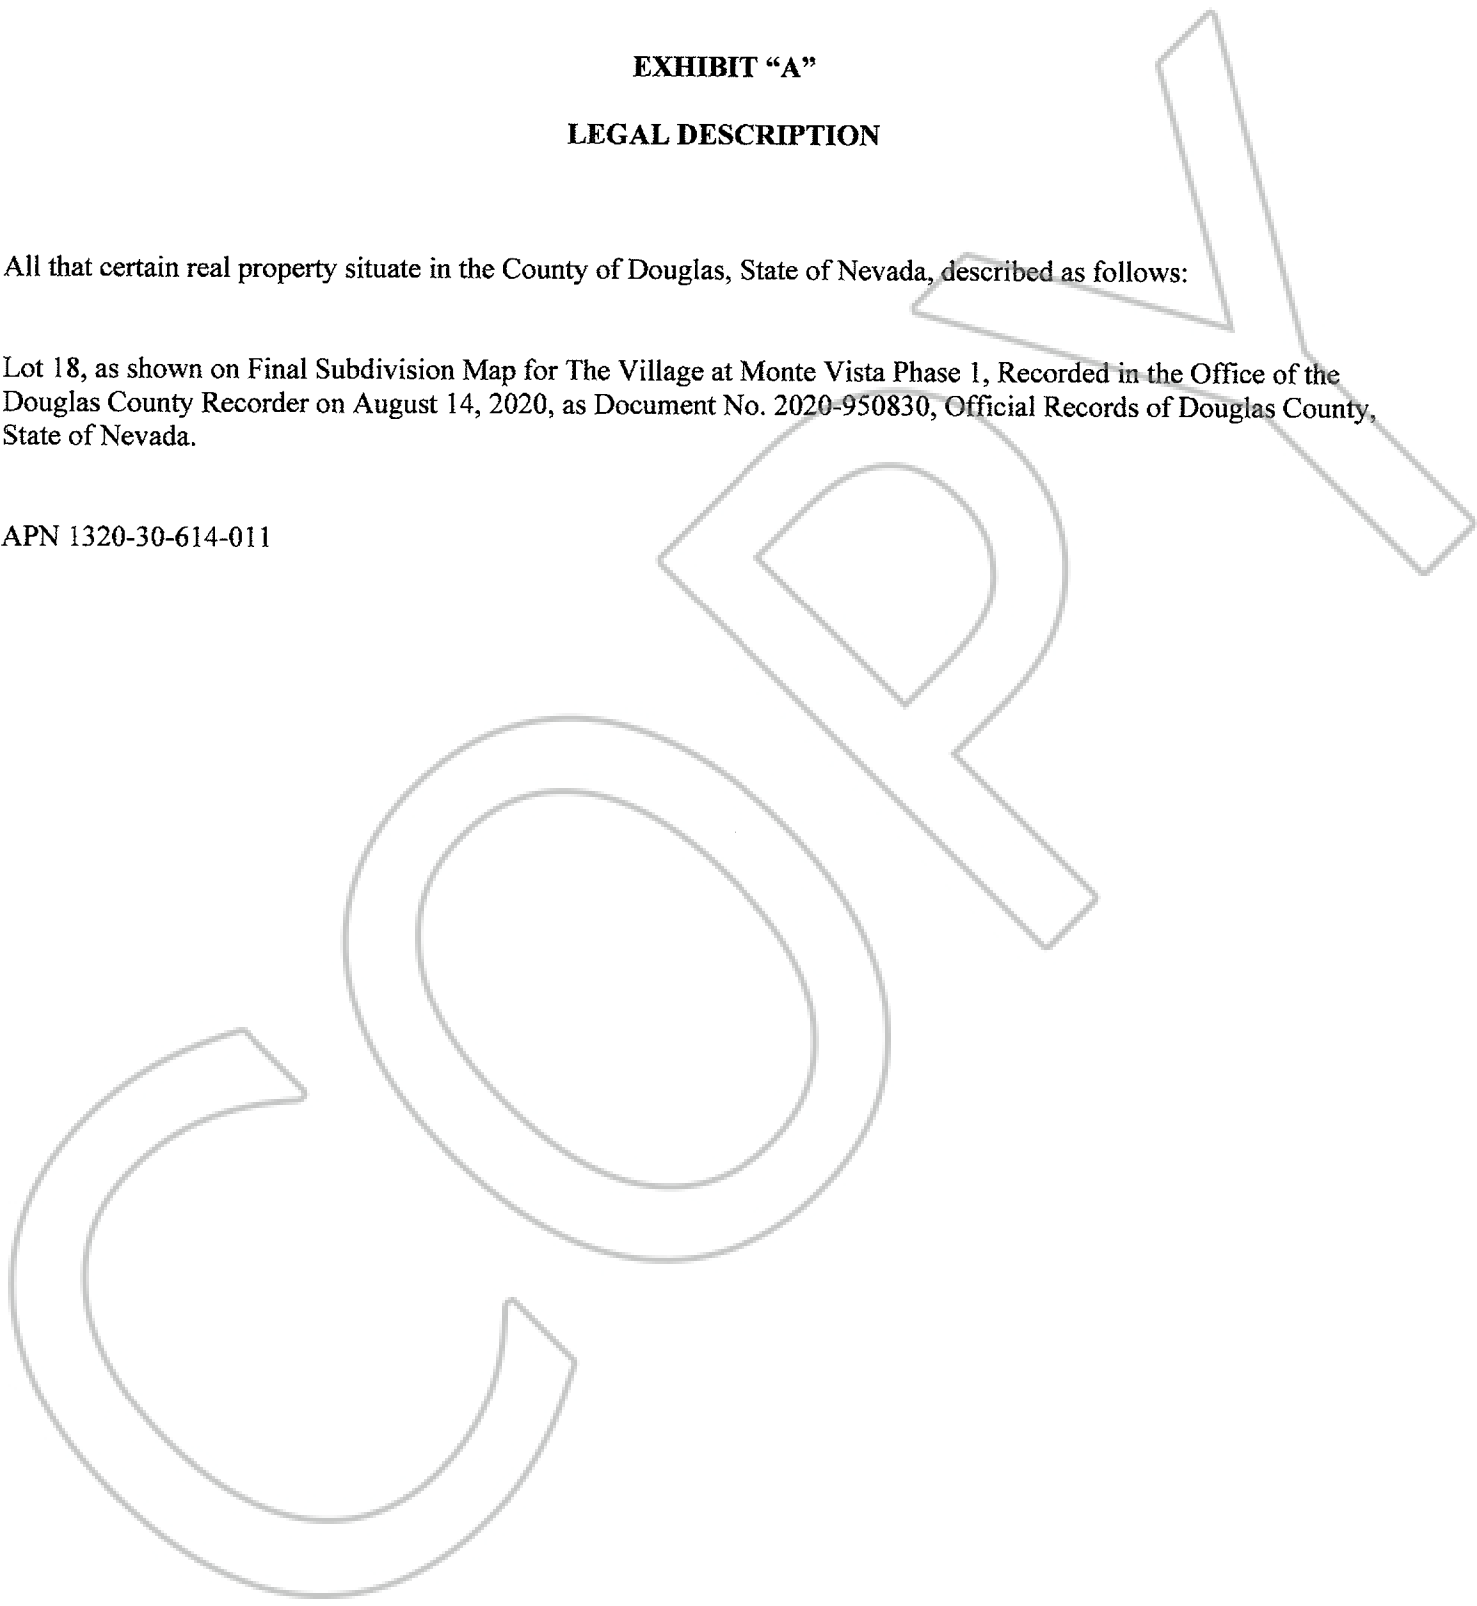 EXHIBIT “A”
LEGAL DESCRIPTION
All that certain real property situate in the County of Douglas, State of Nevada, described as follows:
Lot 18, as shown on Final Subdivision Map for The Village at Monte Vista Phase 1, Recorded in the Office of the
Douglas County Recorder on August 14, 2020, as Document No. 2020-950830, Official Records of Douglas County,
State of Nevada.
APN 1320-30-614-011
COPY